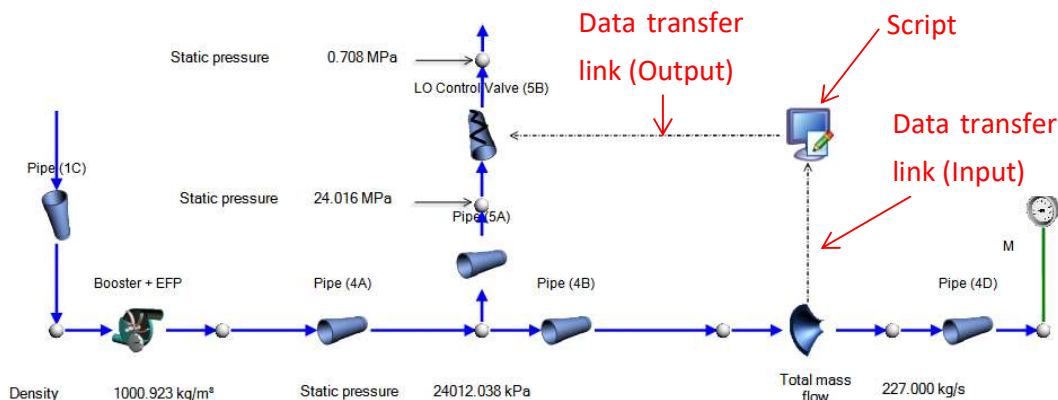 Data transfer
link (Output)
Script
Static pressure 0.708 MPa
LO Control Valve (5B)
Data transfer
link (Input)
Pipe (1C)
Static pressure 24.016 MPa
Pipe (5A)
M
Booster + EFP
Pipe (4A)
Pipe (4B)
Pipe (4D)
Density 1000.923 kg/m³
Static pressure 24012.038 kPa
Total mass
flow
227.000 kg/s